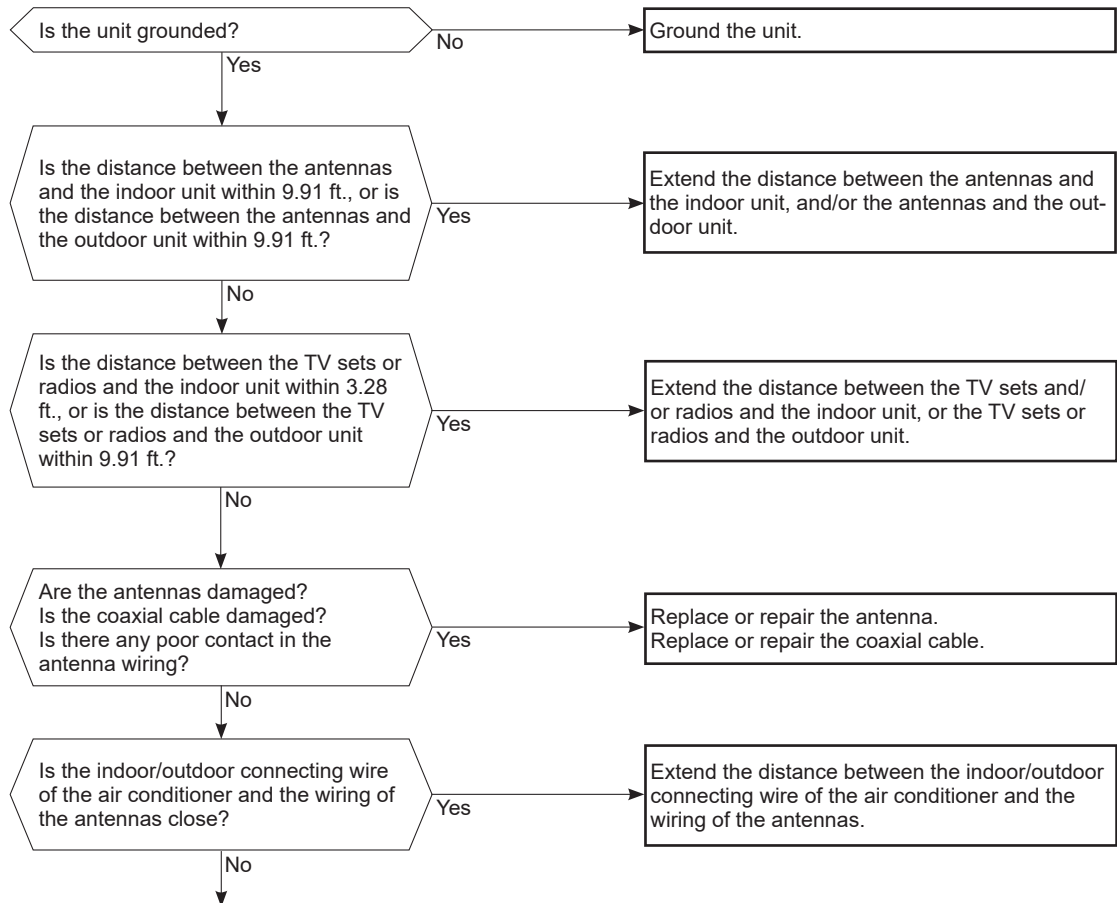 Is the unit grounded?
No
Ground the unit.
Yes
Is the distance between the antennas
and the indoor unit within 9.91 ft., or is
the distance between the antennas and
the outdoor unit within 9.91 ft.?
Yes
Extend the distance between the antennas and
the indoor unit, and/or the antennas and the out-
door unit.
No
Is the distance between the TV sets or
radios and the indoor unit within 3.28
ft., or is the distance between the TV
sets or radios and the outdoor unit
within 9.91 ft.?
Yes
Extend the distance between the TV sets and/
or radios and the indoor unit, or the TV sets or
radios and the outdoor unit.
No
Are the antennas damaged?
Is the coaxial cable damaged?
Is there any poor contact in the
antenna wiring?
Yes
Replace or repair the antenna.
Replace or repair the coaxial cable.
No
Is the indoor/outdoor connecting wire
of the air conditioner and the wiring of
the antennas close?
Yes
Extend the distance between the indoor/outdoor
connecting wire of the air conditioner and the
wiring of the antennas.
No